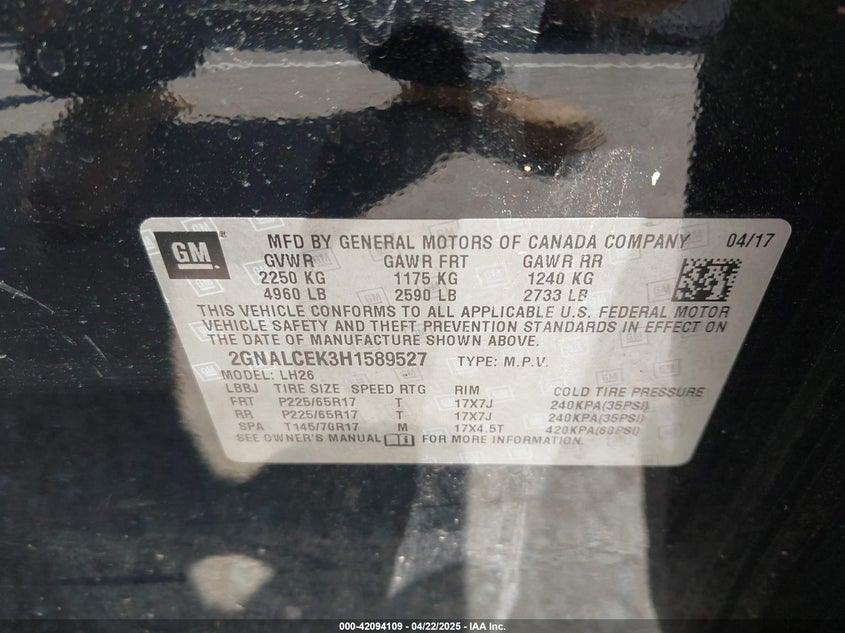 GM ® MFD BY GENERAL MOTORS OF CANADA COMPANY 04/17
GVWR GAWR FRT GAWR RR
2250 KG 1175 KG 1240 KG
4960 LB 2590 LB 2733 LB
THIS VEHICLE CONFORMS TO ALL APPLICABLE U.S. FEDERAL MOTOR
VEHICLE SAFETY AND THEFT PREVENTION STANDARDS IN EFFECT ON
THE DATE OF MANUFACTURE SHOWN ABOVE.
2GNALCEK3H1589527 TYPE: M.P.V.
MODEL: LH26
LBBJ TIRE SIZE SPEED RTG RIM COLD TIRE PRESSURE
FRT P225/65R17 T 17X7J 240KPA(35PSI)
RR P225/65R17 T 17X7J 240KPA(35PSI)
SPA T145/70R17 M 17X4.5T 420KPA(60PSI)
SEE OWNER'S MANUAL FOR MORE INFORMATION.
000-42094109 - 04/22/2025 - IAA Inc.